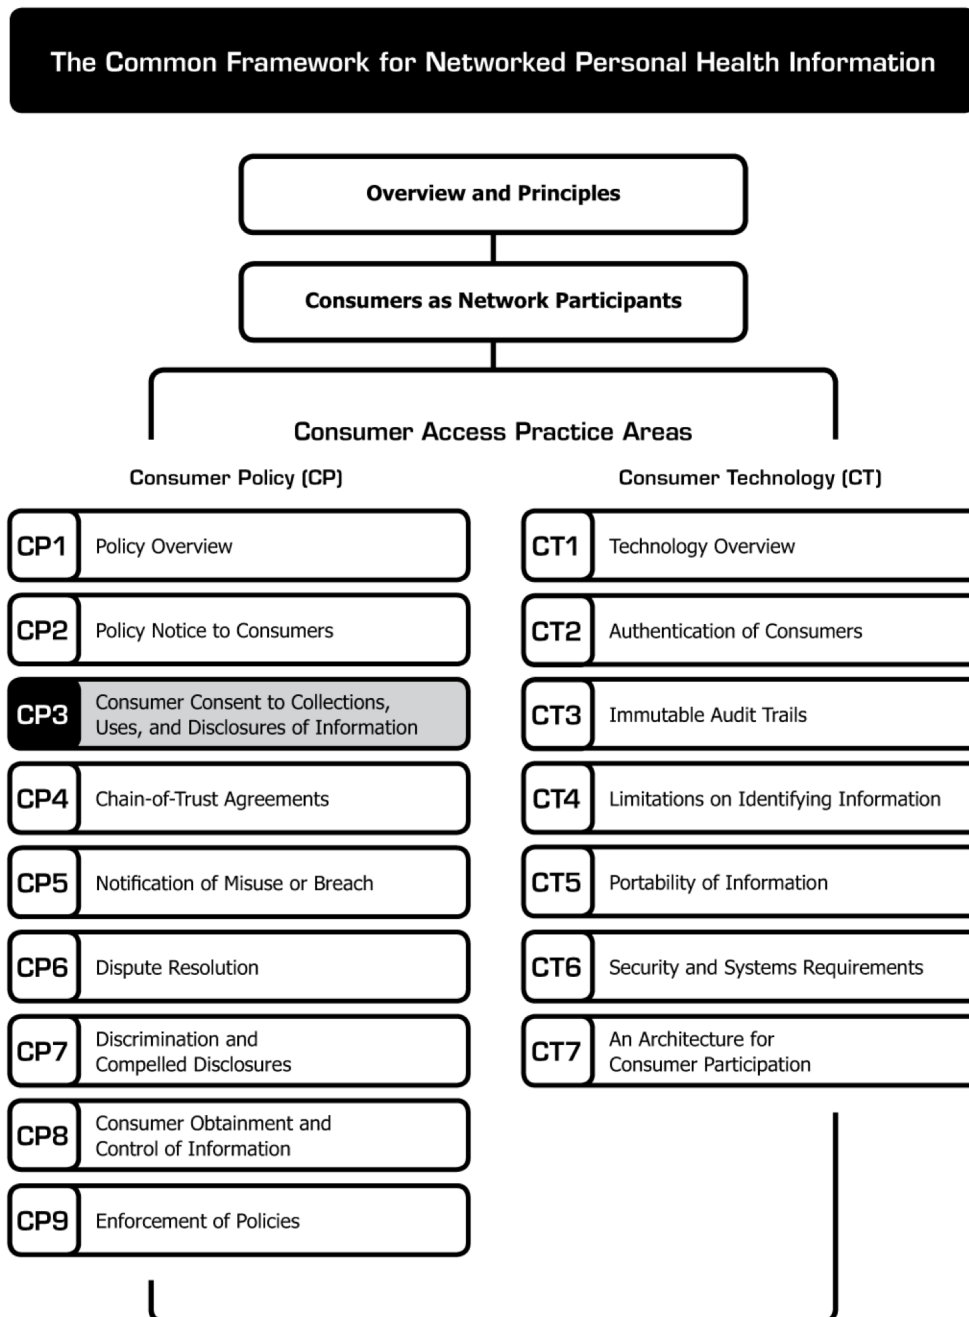 The Common Framework for Networked Personal Health Information
Overview and Principles
Consumers as Network Participants
Consumer Access Practice Areas
Consumer Policy (CP)
CP1 Policy Overview
CP2 Policy Notice to Consumers
CP3 Consumer Consent to Collections,
Uses, and Disclosures of Information
CP4 Chain-of-Trust Agreements
CP5 Notification of Misuse or Breach
CP6 Dispute Resolution
CP7 Discrimination and
Compelled Disclosures
CP8 Consumer Obtainment and
Control of Information
CP9 Enforcement of Policies
Consumer Technology (CT)
CT1 Technology Overview
CT2 Authentication of Consumers
CT3 Immutable Audit Trails
CT4 Limitations on Identifying Information
CT5 Portability of Information
CT6 Security and Systems Requirements
CT7 An Architecture for
Consumer Participation